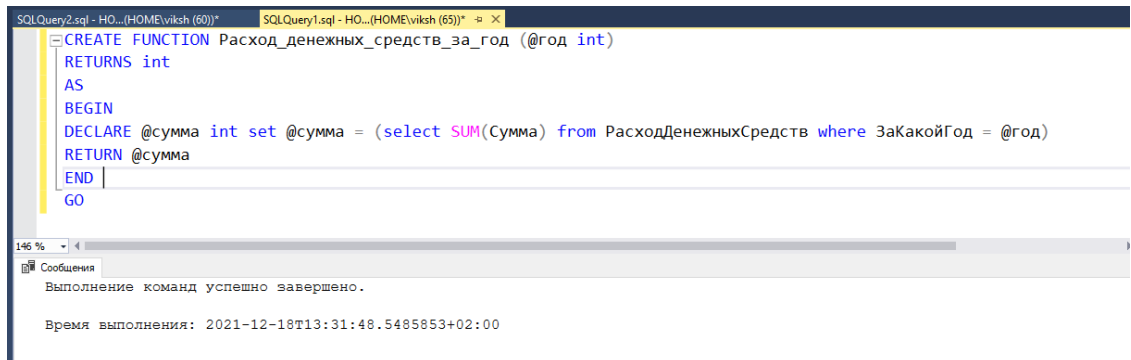 SQLQuery2.sql - HO...(HOME\viksh (60))* SQLQuery1.sql - HO...(HOME\viksh (65))*
CREATE FUNCTION Расход_денежных_средств_за_год (@год int)
RETURNS int
AS
BEGIN
DECLARE @сумма int set @сумма = (select SUM(Сумма) from РасходДенежныхСредств where ЗаКакойГод = @год)
RETURN @сумма
END
GO
146 %
Сообщения
Выполнение команд успешно завершено.
Время выполнения: 2021-12-18T13:31:48.5485853+02:00